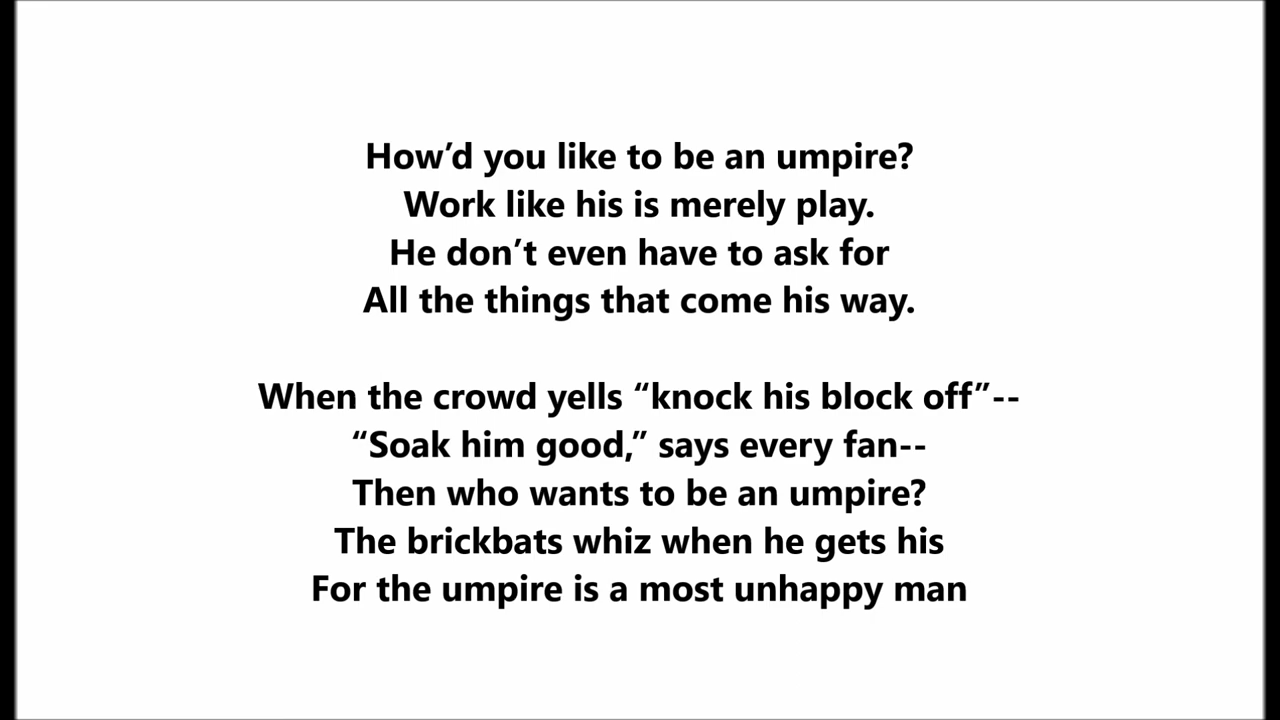 How’d you like to be an umpire?
Work like his is merely play.
He don’t even have to ask for
All the things that come his way.
When the crowd yells “knock his block off”--
“Soak him good,” says every fan--
Then who wants to be an umpire?
The brickbats whiz when he gets his
For the umpire is a most unhappy man